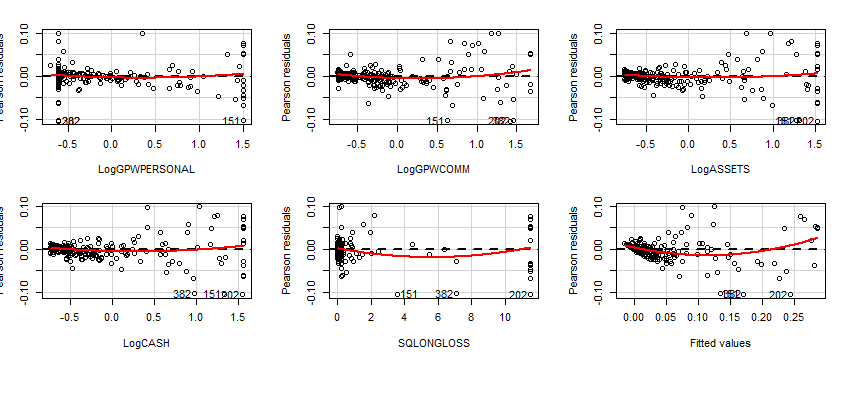 Pearson residuals
-0.10 0.00 0.10
151
-0.5 0.0 0.5 1.0 1.5
LogGPWPERSONAL
Pearson residuals
-0.10 0.00 0.10
151
0.0 0.5 1.0 1.5
-0.5
LogGPWCOMM
Pearson residuals
-0.10 0.00 0.10
-0.5 0.0 0.5 1.0 1.5
LogASSETS
Pearson residuals
-0.10 0.00 0.10
382 151 202
-0.5 0.0 0.5 1.0 1.5
LogCASH
Pearson residuals
-0.10 0.00 0.10
151 382 202
0 2 4 6 8 10
SQLONGLOSS
Pearson residuals
-0.10 0.00 0.10
202
0.00 0.05 0.10 0.15 0.20 0.25
Fitted values